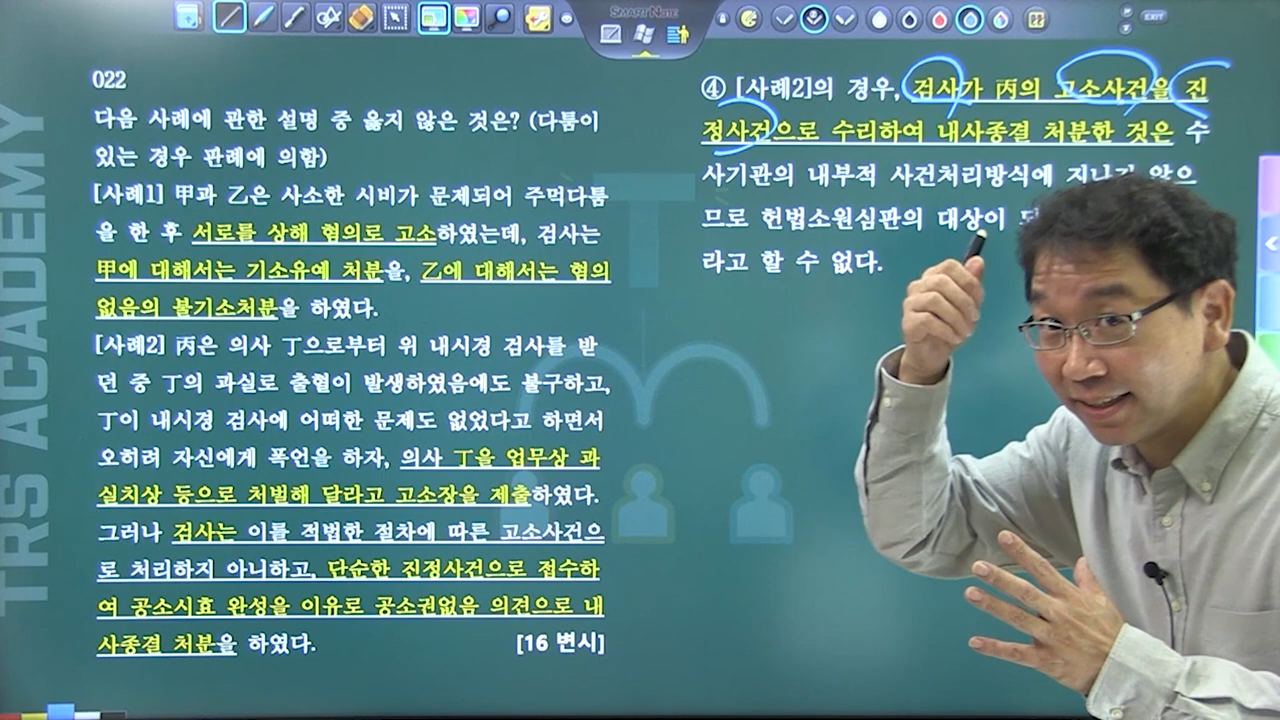 SMART NOTE
EXIT
TRS ACADEMY
022
다음 사례에 관한 설명 중 옳지 않은 것은? (다툼이
있는 경우 판례에 의함)
[사례1] 甲과 乙은 사소한 시비가 문제되어 주먹다툼
을 한 후 서로를 상해 혐의로 고소하였는데, 검사는
甲에 대해서는 기소유예 처분을, 乙에 대해서는 혐의
없음의 불기소처분을 하였다.
[사례2] 丙은 의사 丁으로부터 위 내시경 검사를 받
던 중 丁의 과실로 출혈이 발생하였음에도 불구하고,
丁이 내시경 검사에 어떠한 문제도 없었다고 하면서
오히려 자신에게 폭언을 하자, 의사 丁을 업무상 과
실치상 등으로 처벌해 달라고 고소장을 제출하였다.
그러나 검사는 이를 적법한 절차에 따른 고소사건으
로 처리하지 아니하고, 단순한 진정사건으로 접수하
여 공소시효 완성을 이유로 공소권없음 의견으로 내
사종결 처분을 하였다. [16 변시]
④ [사례2]의 경우, 검사가 丙의 고소사건을 진
정사건으로 수리하여 내사종결 처분한 것은 수
사기관의 내부적 사건처리방식에 지나지 않으
므로 헌법소원심판의 대상이
라고 할 수 없다.